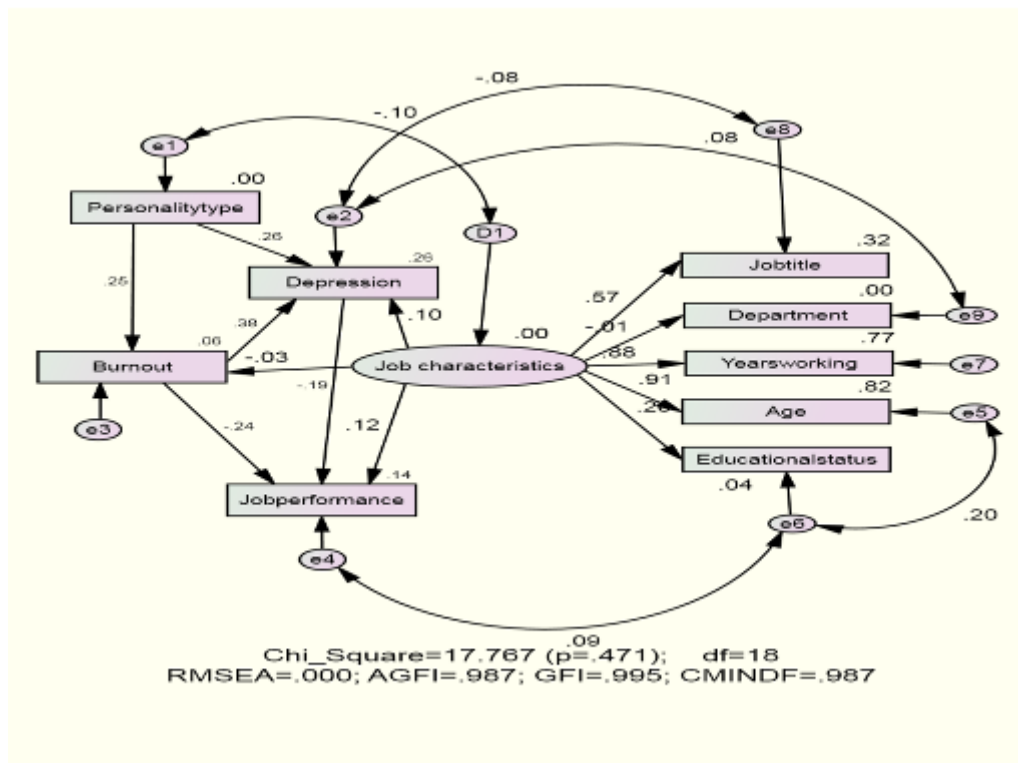 -.08
-.10
e1
e8
.08
.00
Personalitytype
e2
D1
.26
.26
.32
Jobtitle
Depression
.25
.57
.00
.10
-.01
Department
e9
.38
.00
.77
.06
-.03
.88
Burnout
Job characteristics
Yearsworking
e7
-.19
.91
.82
Age
e5
e3
-.24
.12
Educationalstatus
.14
.04
Jobperformance
e6
.20
e4
.09
Chi_Square=17.767 (p=.471); df=18
RMSEA=.000; AGFI=.987; GFI=.995; CMINDF=.987